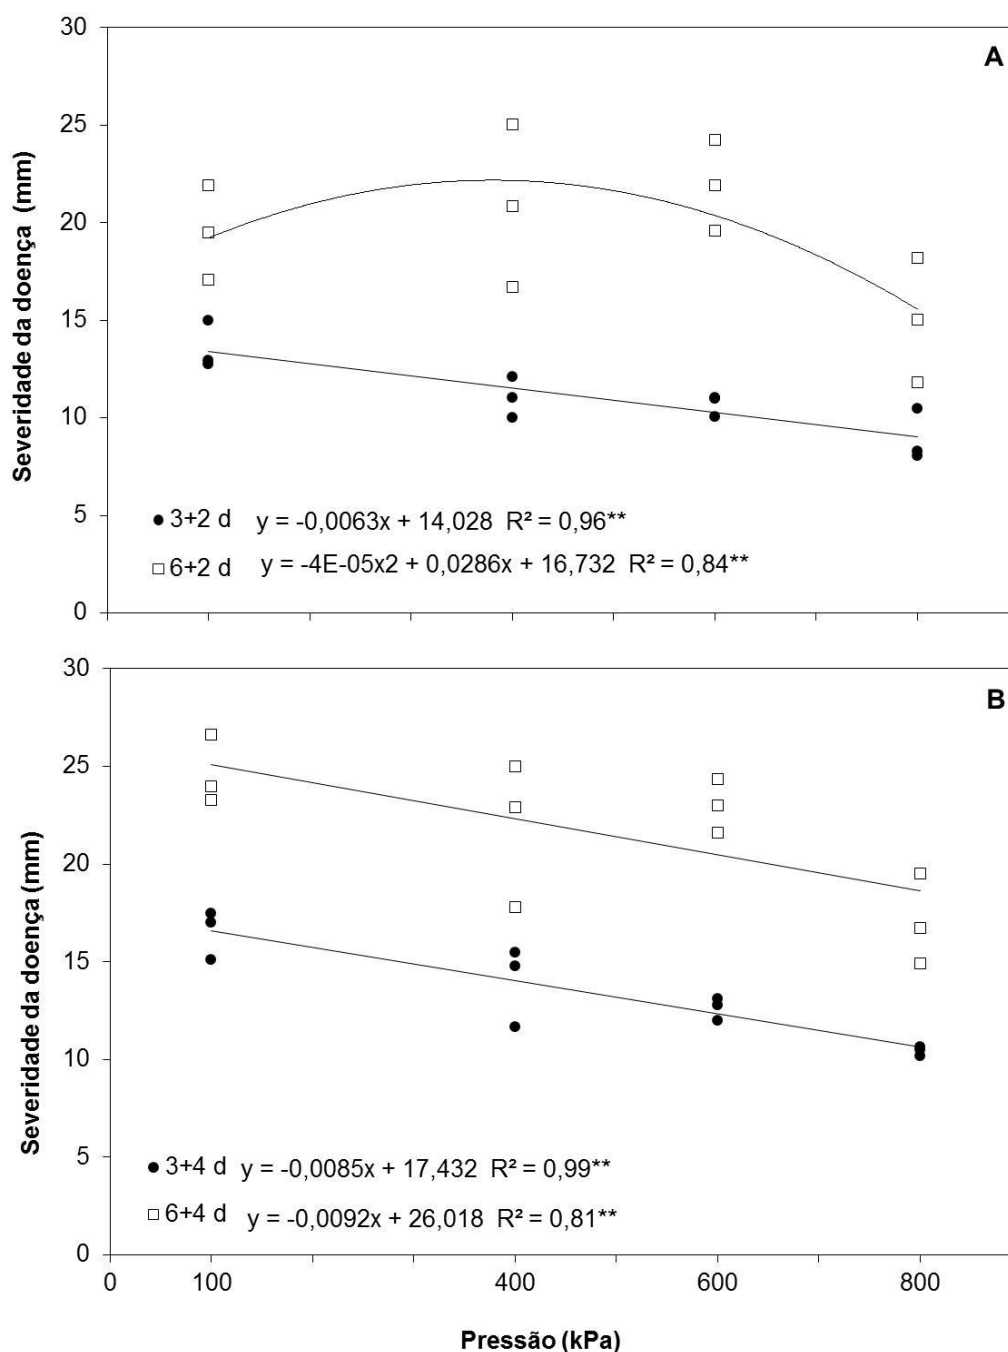 30
A
25
20
15
10
5
0
Severidade da doença (mm)
3+2 d y = -0,0063x + 14,028 R² = 0,96**
6+2 d y = -4E-05x2 + 0,0286x + 16,732 R² = 0,84**
30
B
25
20
15
10
5
0
Severidade da doença (mm)
3+4 d y = -0,0085x + 17,432 R² = 0,99**
6+4 d y = -0,0092x + 26,018 R² = 0,81**
0 100 400 600 800
Pressão (kPa)